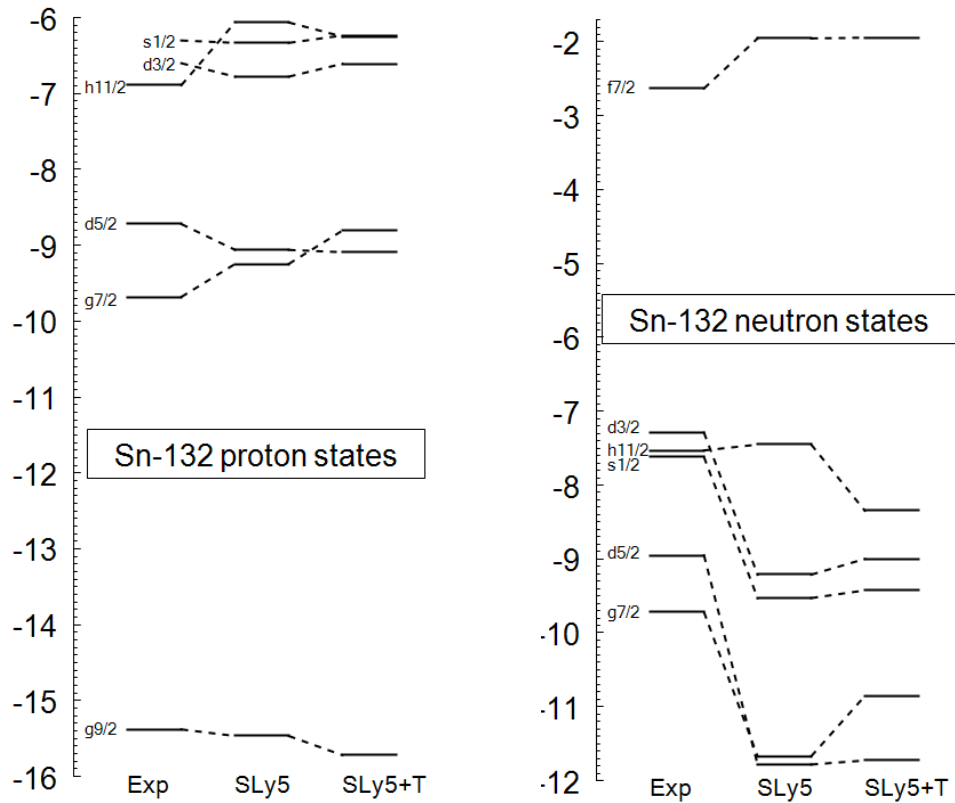 -6
s1/2
d3/2
-7
h11/2
-8
d5/2
-9
g7/2
-10
-11
Sn-132 proton states
-12
-13
-14
-15
g9/2
-16
Exp SLy5 SLy5+T
-2
f7/2
-3
-4
-5
Sn-132 neutron states
-6
-7
d3/2
h11/2
s1/2
-8
d5/2
-9
g7/2
-10
-11
-12
Exp SLy5 SLy5+T